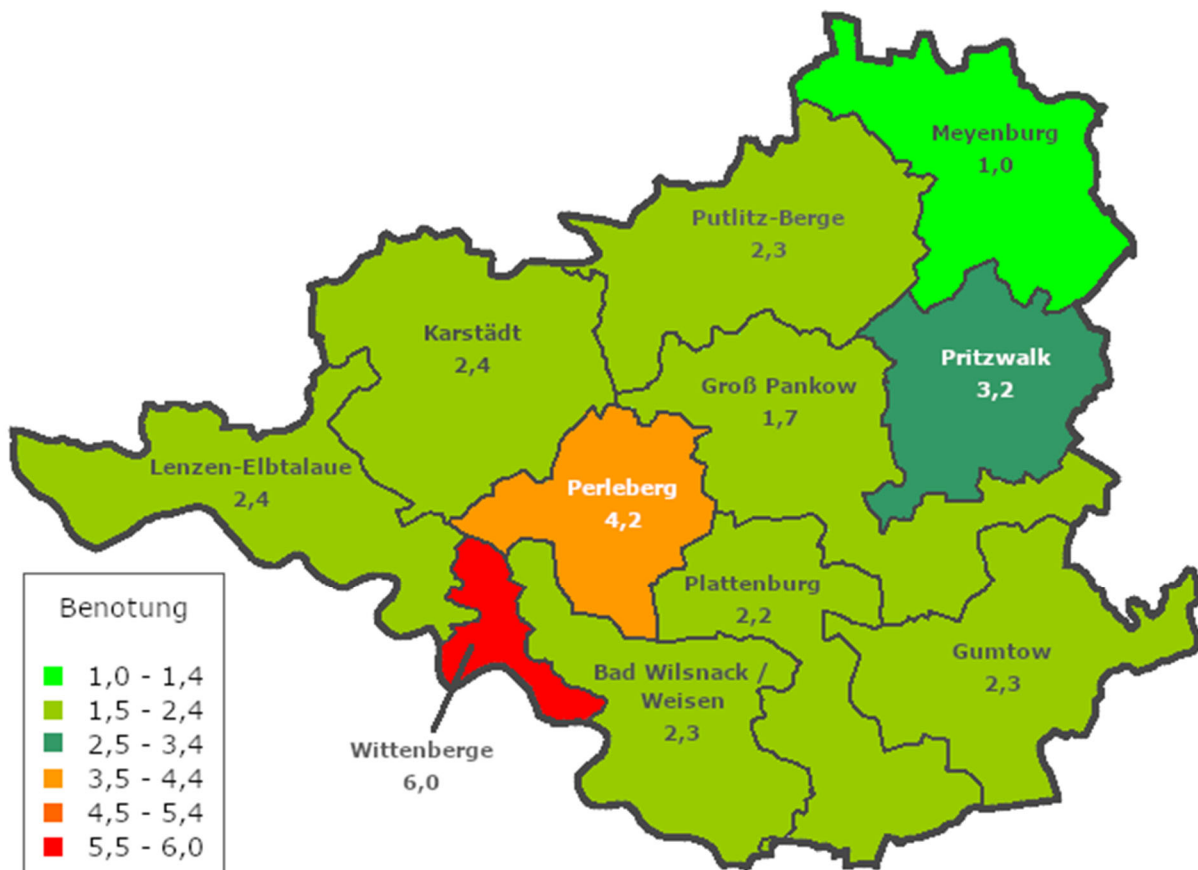 Meyenburg
1,0
Putlitz-Berge
2,3
Karstädt
2,4
Pritzwalk
3,2
Groß Pankow
1,7
Lenzen-Elbtalaue
2,4
Perleberg
4,2
Plattenburg
2,2
Gumtow
2,3
Bad Wilsnack /
Weisen
2,3
Wittenberge
6,0
Benotung
1,0 - 1,4
1,5 - 2,4
2,5 - 3,4
3,5 - 4,4
4,5 - 5,4
5,5 - 6,0